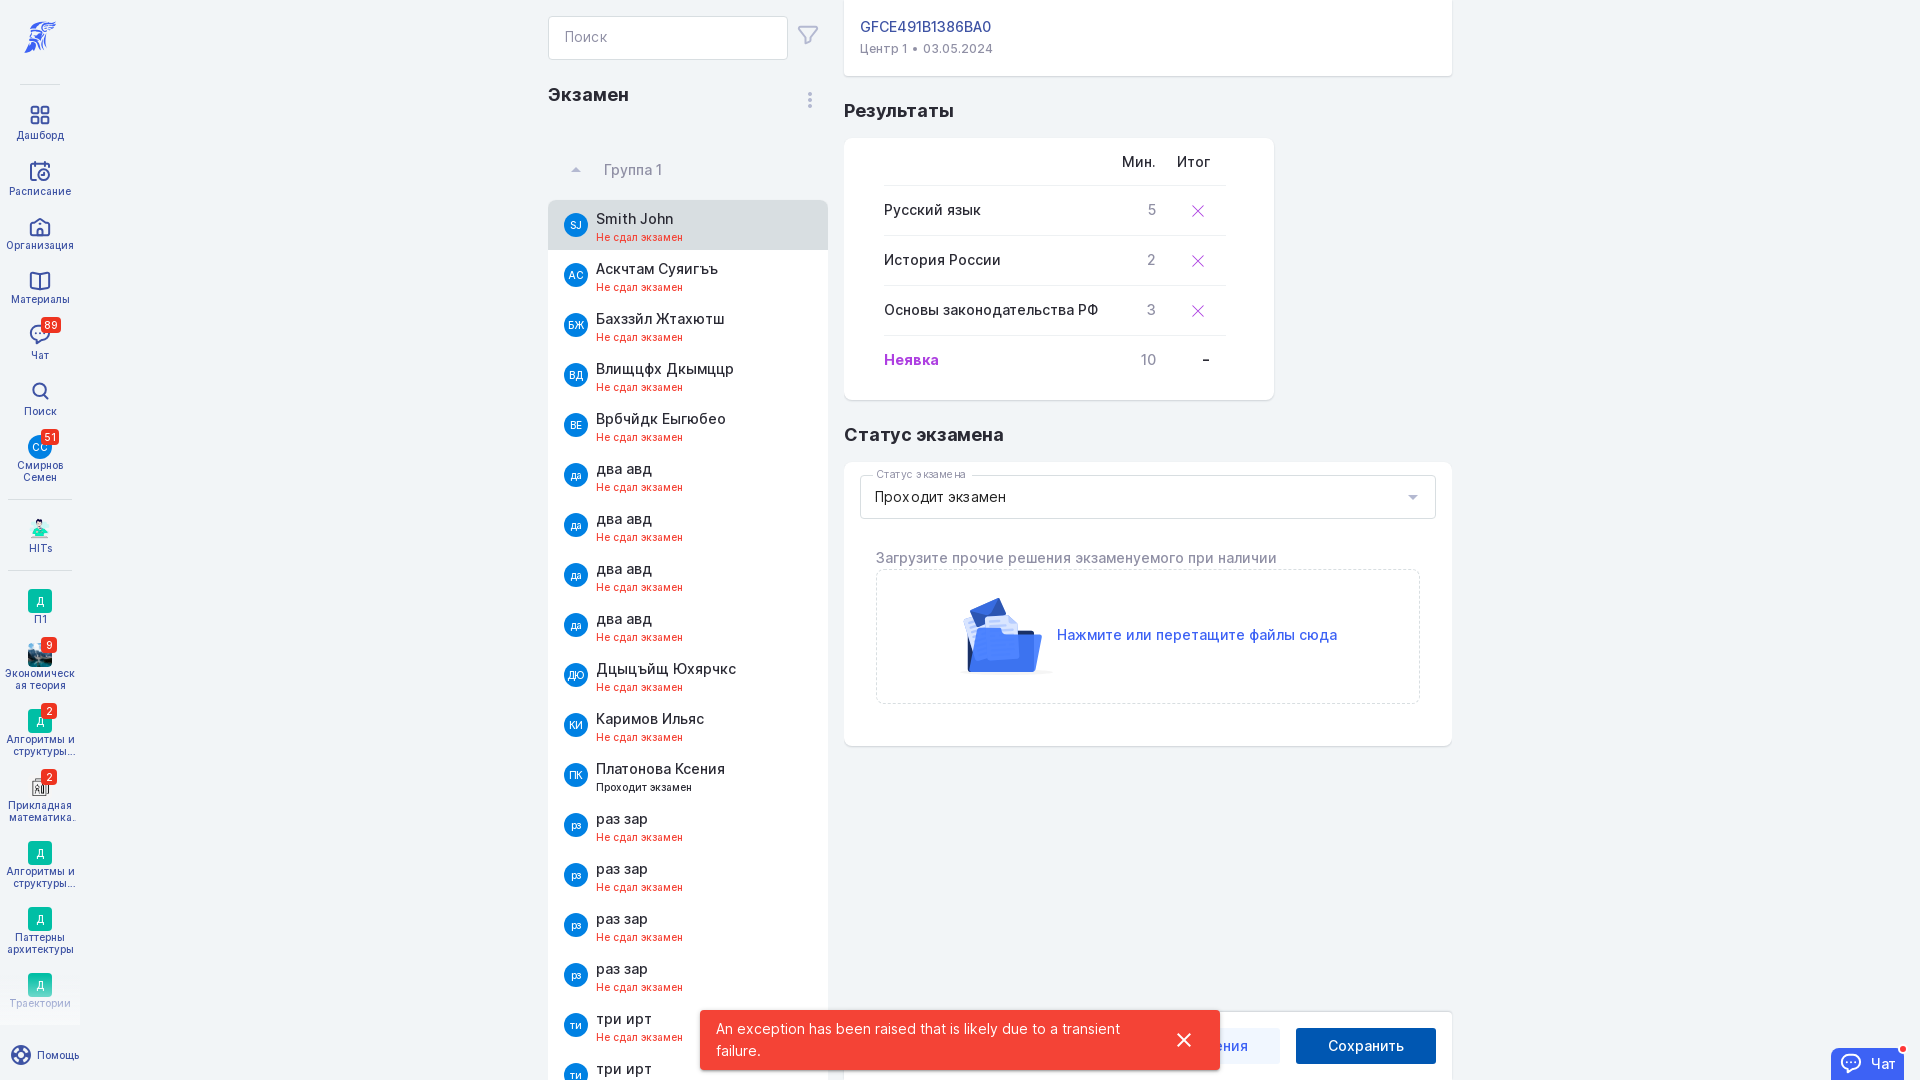 Дашборд
Расписание
Организация
Материалы
89
Чат
Поиск
51
СС
Смирнов
Семен
HITs
Д
П1
9
Экономическ
ая теория
2
Д
Алгоритмы и
структуры...
2
Прикладная
математика.
Д
Алгоритмы и
структуры...
Д
Паттерны
архитектуры
Д
Траектории
Помощь
Поиск
Экзамен
Группа 1
SJ
Smith John
Не сдал экзамен
АС
Аскчтам Суяигъъ
Не сдал экзамен
БЖ
Бахззйл Жтахютш
Не сдал экзамен
ВД
Влищцфх Дкымццр
Не сдал экзамен
ВЕ
Врбчйдк Еыгюбео
Не сдал экзамен
да
два авд
Не сдал экзамен
да
два авд
Не сдал экзамен
да
два авд
Не сдал экзамен
да
два авд
Не сдал экзамен
ДЮ
Дцыцъйщ Юхярчкс
Не сдал экзамен
КИ
Каримов Ильяс
Не сдал экзамен
ПК
Платонова Ксения
Проходит экзамен
рз
раз зар
Не сдал экзамен
рз
раз зар
Не сдал экзамен
рз
раз зар
Не сдал экзамен
рз
раз зар
Не сдал экзамен
ти
три ирт
Не сдал экзамен
ти
три ирт
GFCE491B1386BA0
Центр 1 • 03.05.2024
Результаты
Мин. Итог
Русский язык 5
История России 2
Основы законодательства РФ 3
Неявка 10 –
Статус экзамена
Статус экзамена
Проходит экзамен
Загрузите прочие решения экзаменуемого при наличии
Нажмите или перетащите файлы сюда
An exception has been raised that is likely due to a transient
failure.
ения
Сохранить
Чат